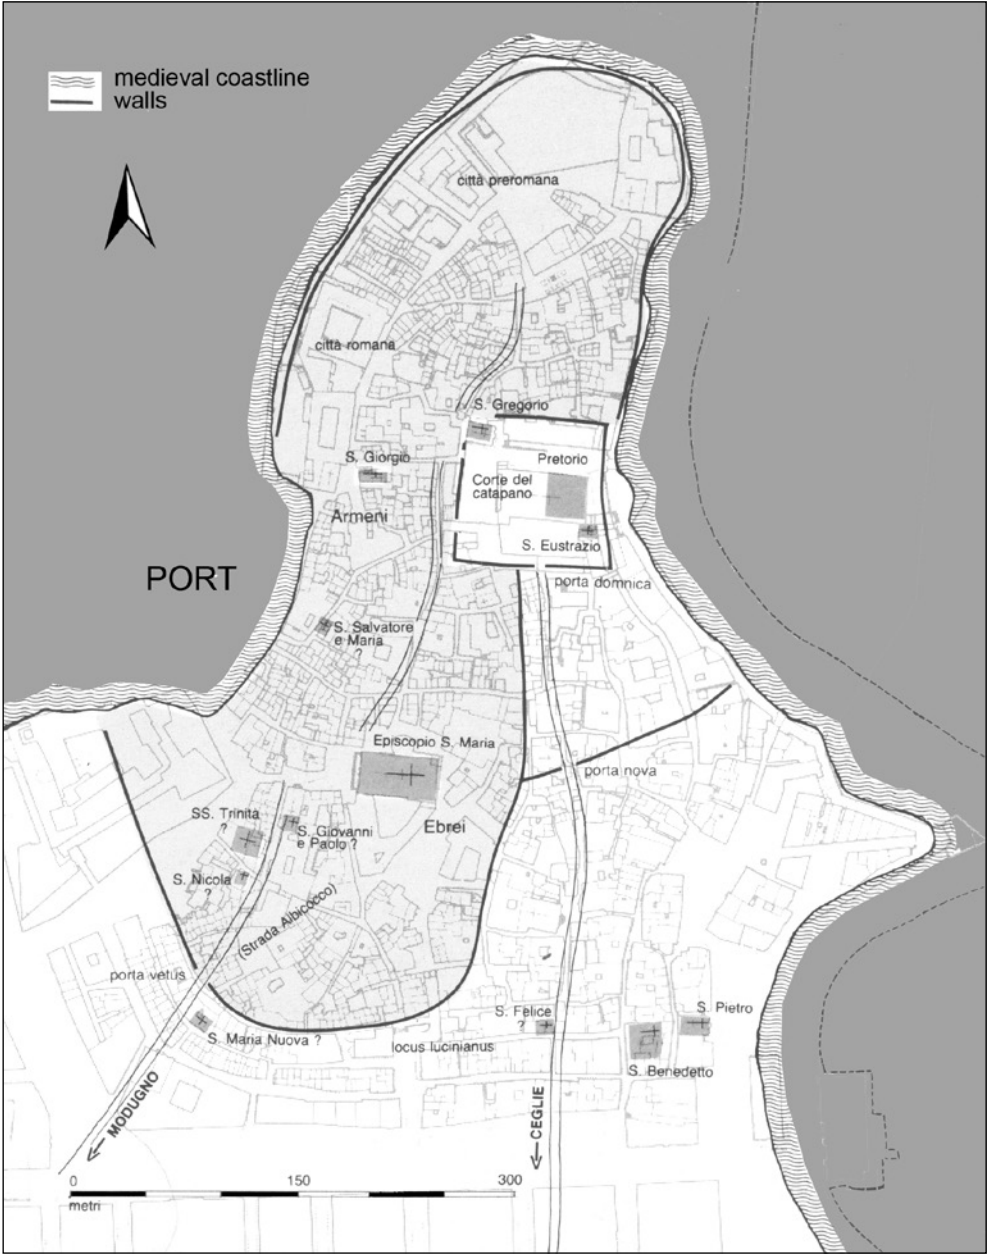 medieval coastline
walls
città preromana
città romana
S. Gregorio
S. Giorgio
Pretorio
Corte del
catapano
Armeni
S. Eustrazio
PORT
porta domnica
S. Salvatore
e Maria
?
Episcopio S. Maria
porta nova
SS. Trinità
?
S. Giovanni
e Paolo ?
Ebrei
S. Nicola
?
(Strada Albicocco)
porta vetus
S. Felice
?
S. Pietro
S. Maria Nuova ?
locus lucinianus
S. Benedetto
MODUGNO
CEGLIE
0 150 300
metri